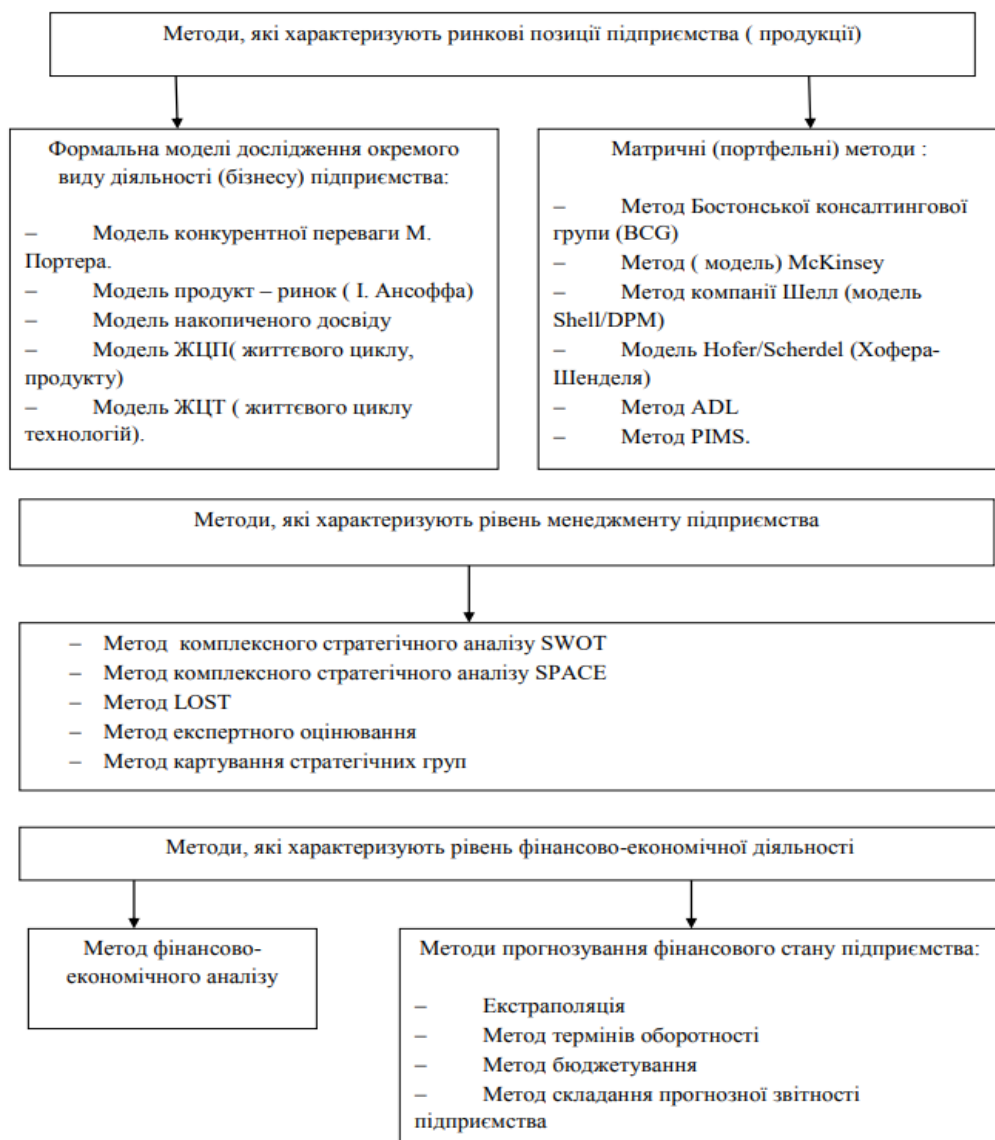 Методи, які характеризують ринкові позиції підприємства ( продукції)
Формальна моделі дослідження окремого
виду діяльності (бізнесу) підприємства:
– Модель конкурентної переваги М.
Портера.
– Модель продукт – ринок ( І. Ансоффа)
– Модель накопиченого досвіду
– Модель ЖЦП( життєвого циклу,
продукту)
– Модель ЖЦТ ( життєвого циклу
технологій).
Матричні (портфельні) методи :
– Метод Бостонської консалтингової
групи (BCG)
– Метод ( модель) McKinsey
– Метод компанії Шелл (модель
Shell/DPM)
– Модель Hofer/Scherdel (Хофера-
Шенделя)
– Метод ADL
– Метод PIMS.
Методи, які характеризують рівень менеджменту підприємства
– Метод комплексного стратегічного аналізу SWOT
– Метод комплексного стратегічного аналізу SPACE
– Метод LOST
– Метод експертного оцінювання
– Метод картування стратегічних груп
Методи, які характеризують рівень фінансово-економічної діяльності
Метод фінансово-
економічного аналізу
Методи прогнозування фінансового стану підприємства:
– Екстраполяція
– Метод термінів оборотності
– Метод бюджетування
– Метод складання прогнозної звітності
підприємства